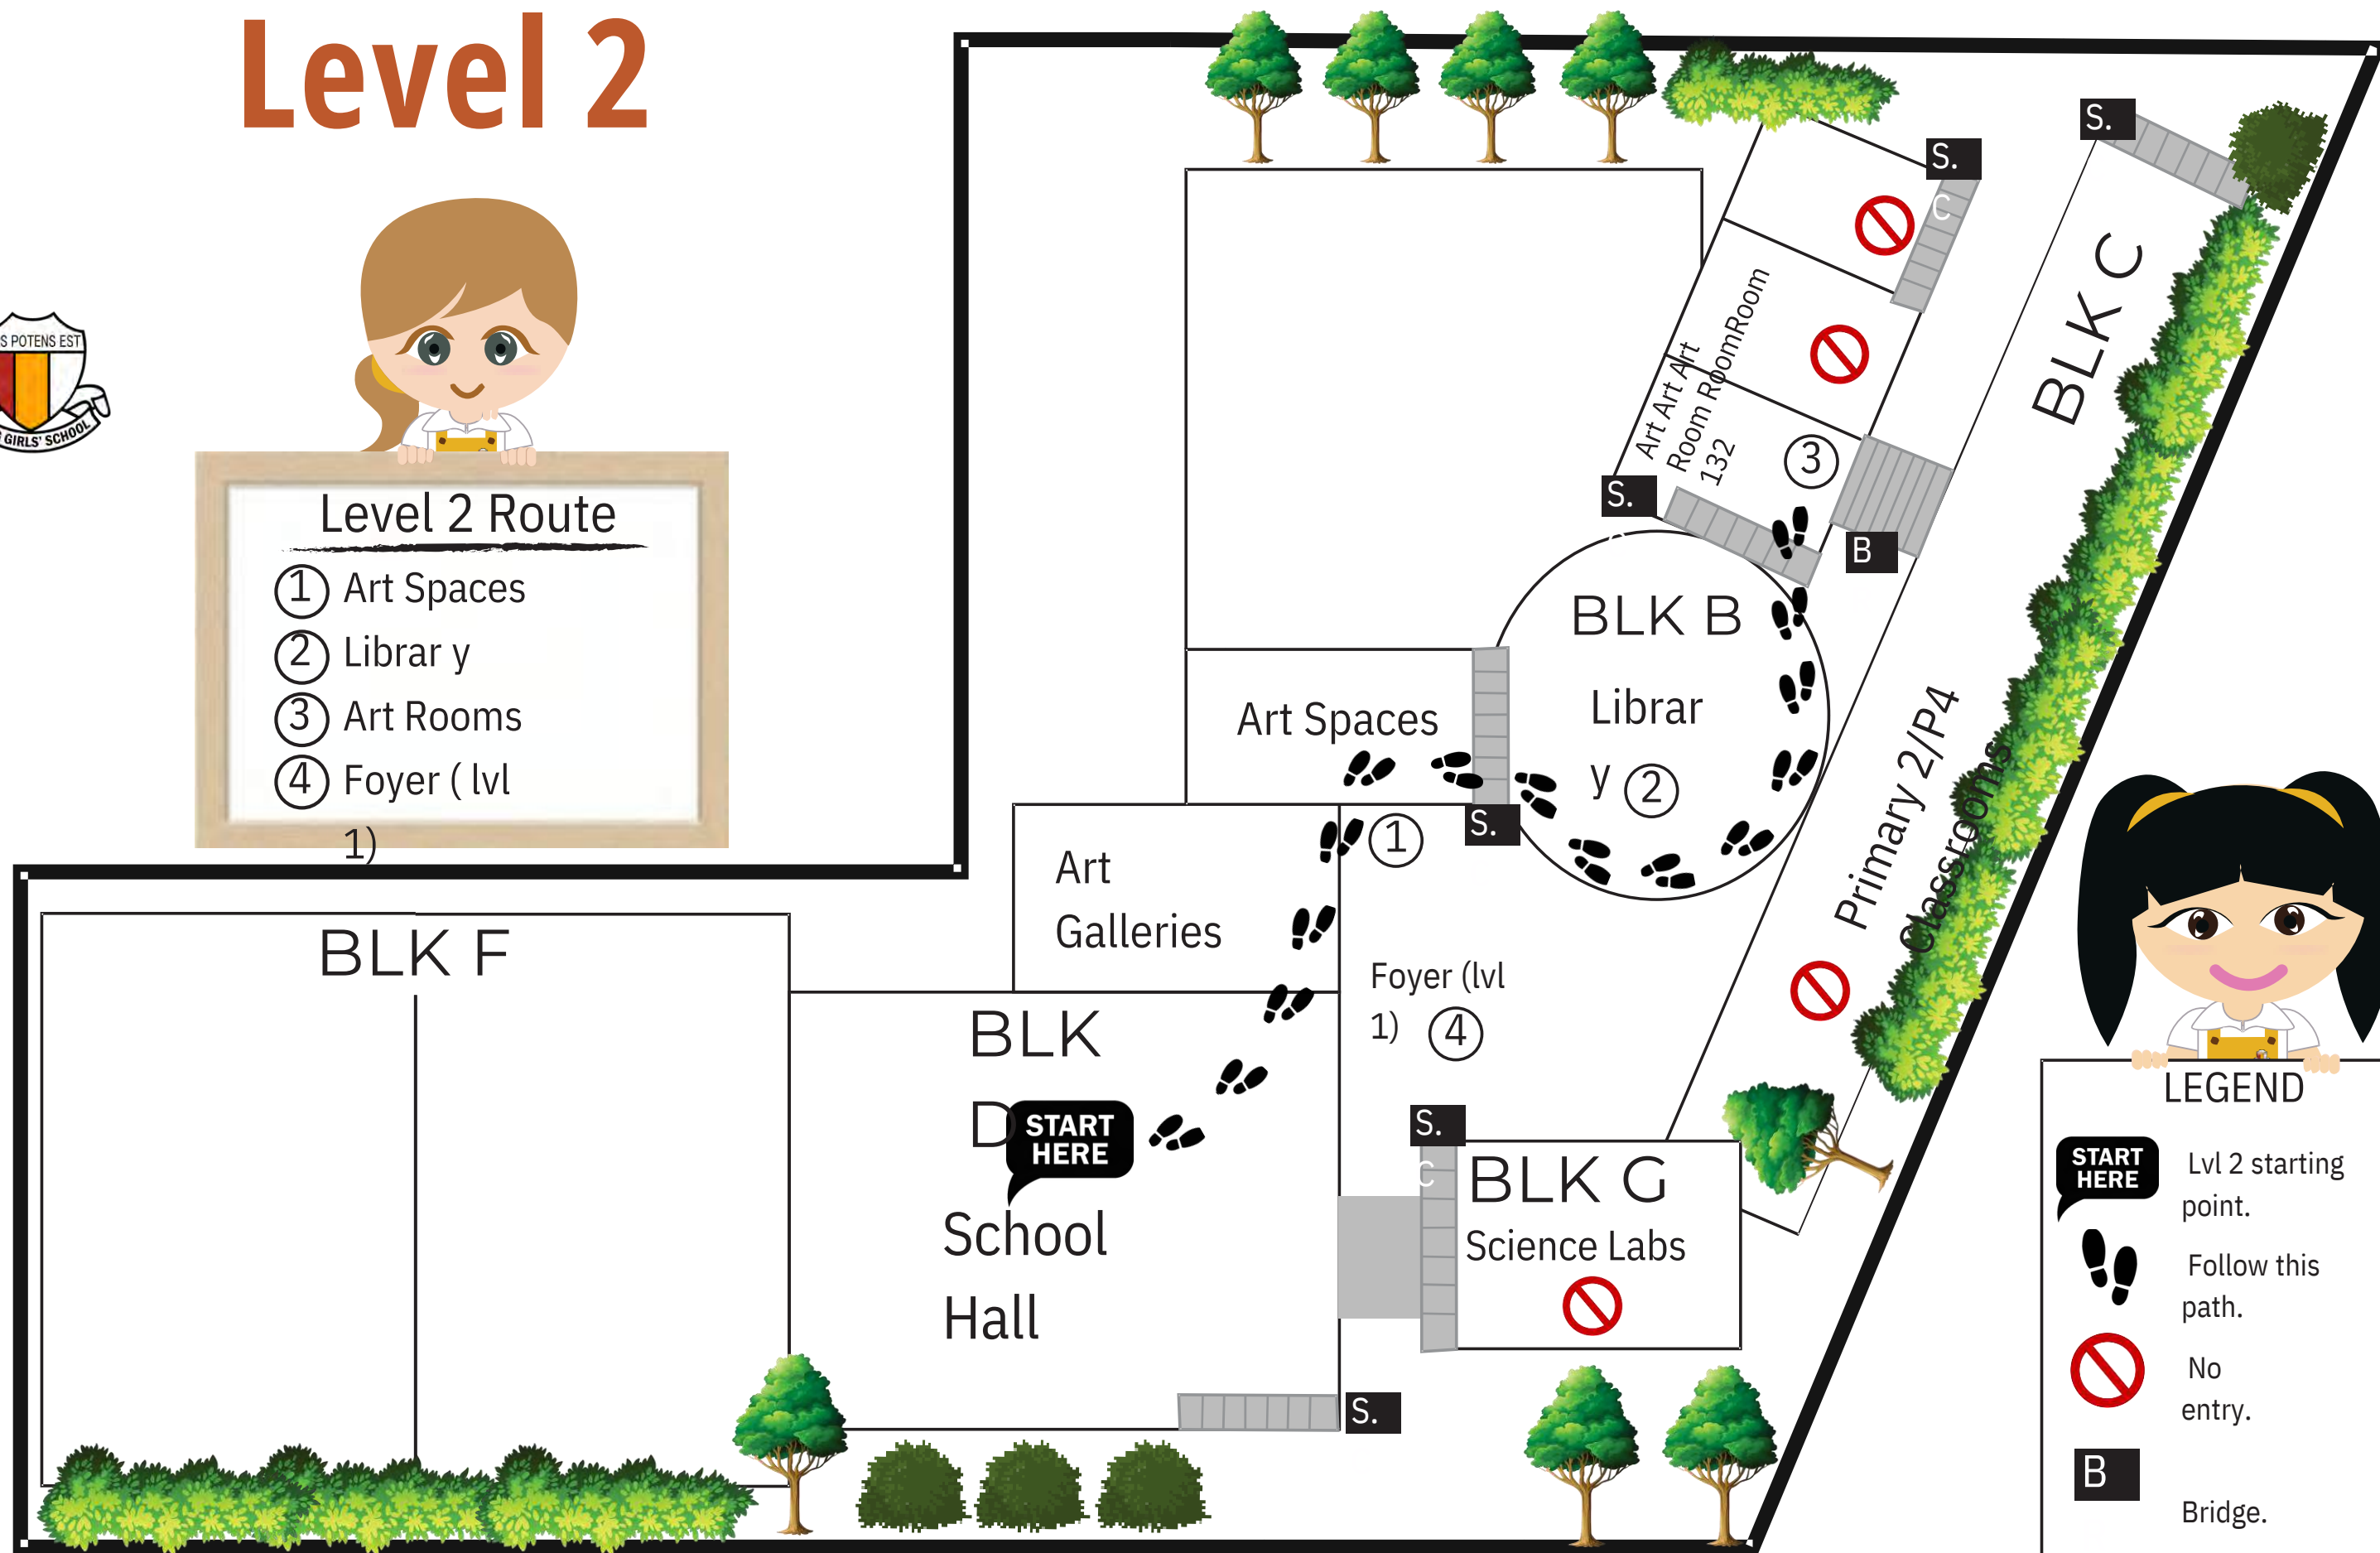 Level 2
S POTENS EST
GIRLS' SCHOOL
Level 2 Route
1 Art Spaces
2 Librar y
3 Art Rooms
4 Foyer ( lvl
1)
S.
S.
C
BLK C
Art Art Art
Room RoomRoom
132
3
S.
B
BLK B
Librar
y 2
Art Spaces
S.
1
Art
Galleries
Primary 2/P4
Classrooms
Foyer (lvl
1) 4
BLK F
BLK
D
START
HERE
School
Hall
S.
C
BLK G
Science Labs
S.
LEGEND
START
HERE
Lvl 2 starting
point.
Follow this
path.
No
entry.
B
Bridge.